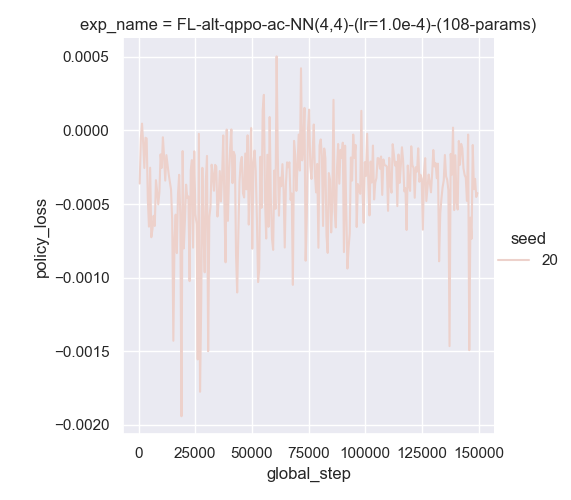 exp_name = FL-alt-qppo-ac-NN(4,4)-(lr=1.0e-4)-(108-params)
0.0005
0.0000
−0.0005
−0.0010
−0.0015
−0.0020
policy_loss
0 25000 50000 75000 100000 125000 150000
global_step
seed
20